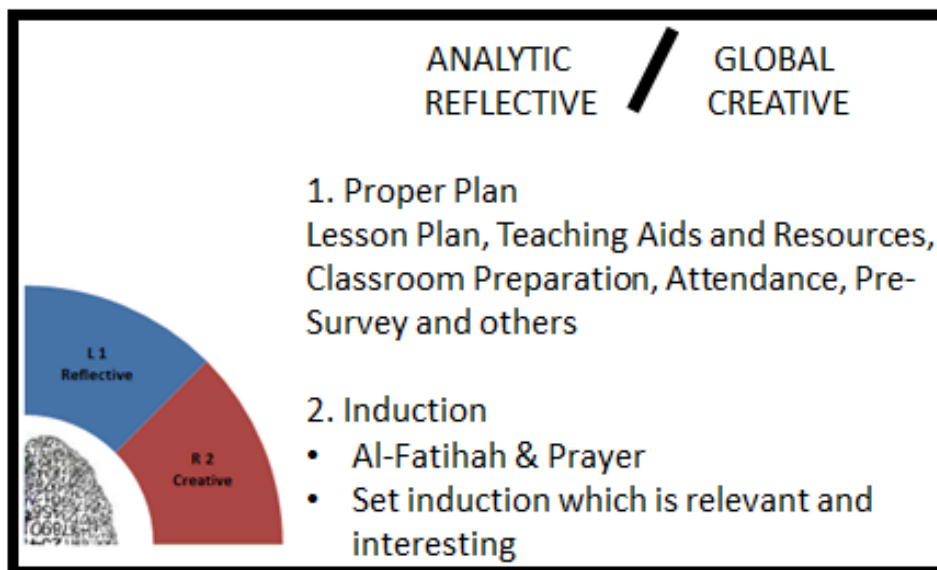 ANALYTIC
REFLECTIVE
/
GLOBAL
CREATIVE
1. Proper Plan
Lesson Plan, Teaching Aids and Resources,
Classroom Preparation, Attendance, Pre-
Survey and others
2. Induction
• Al-Fatihah & Prayer
• Set induction which is relevant and
interesting
L 1
Reflective
R 2
Creative